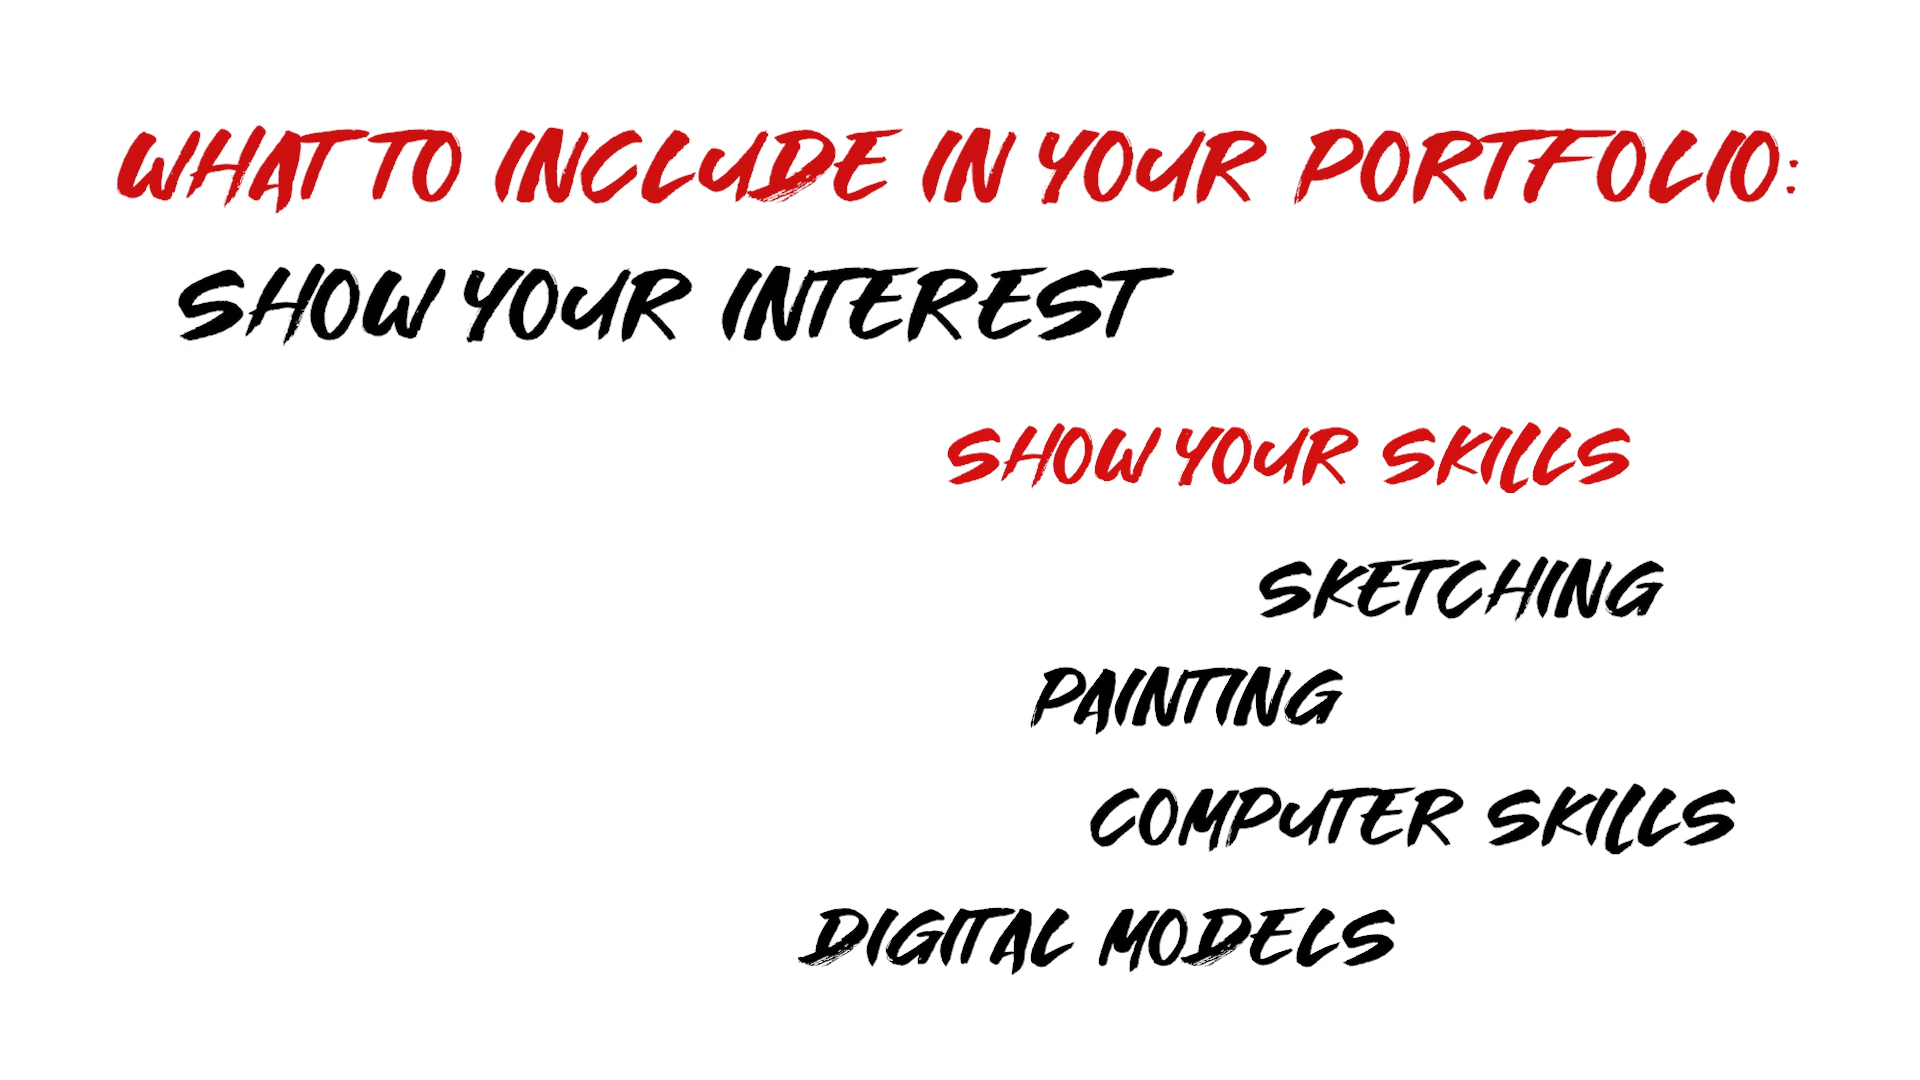 WHAT TO INCLUDE IN YOUR PORTFOLIO:
SHOW YOUR INTEREST
SHOW YOUR SKILLS
SKETCHING
PAINTING
COMPUTER SKILLS
DIGITAL MODELS